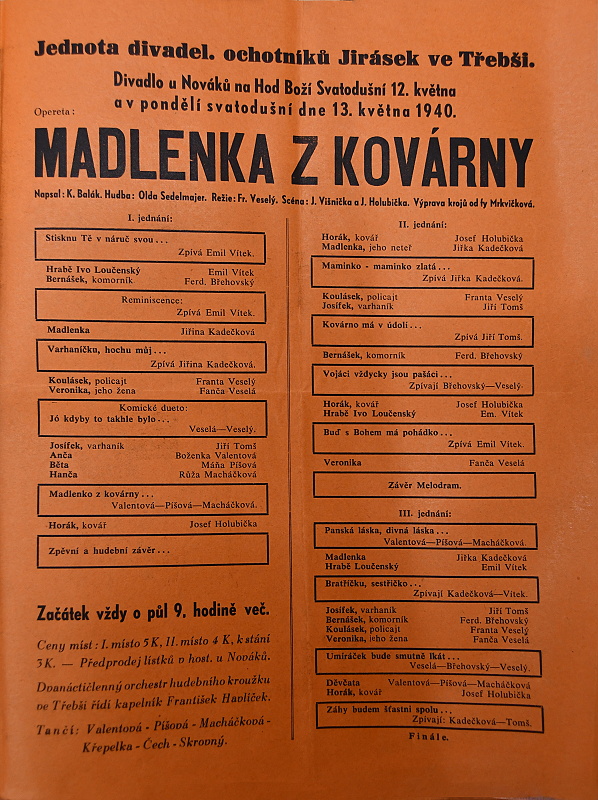 Jednota divadel. ochotníků Jirásek ve Třebši.
Divadlo u Nováků na Hod Boží Svatodušní 12. května
a v pondělí svatodušní dne 13. května 1940.
Opereta:
MADLENKA Z KOVÁRNY
Napsal: K. Balák. Hudba: Olda Sedelmajer. Režie: Fr. Veselý. Scéna: J. Višnička a J. Holubička. Výprava krojů od fy Mrkvičková.
I. jednání:
Stisknu Tě v náruč svou...
Zpívá Emil Vítek.
Hrabě Ivo Loučenský Emil Vítek
Bernášek, komorník Ferd. Břehovský
Reminiscence:
Zpívá Emil Vítek.
Madlenka Jiřina Kadečková
Varhaníčku, hochu můj...
Zpívá Jiřina Kadečková.
Koulásek, policajt Franta Veselý
Veronika, jeho žena Fanča Veselá
Komické dueto:
Jó kdyby to takhle bylo...
Veselá—Veselý.
Josífek, varhaník Jiří Tomš
Anča Boženka Valentová
Běta Máňa Píšová
Hanča Růža Macháčková
Madlenko z kovárny...
Valentová—Píšová—Macháčková.
Horák, kovář Josef Holubička
Zpěvní a hudební závěr...
Začátek vždy o půl 9. hodině več.
Ceny míst: I. místo 5 K, II. místo 4 K, k stání
3 K. — Předprodej lístků v host. u Nováků.
Dvanáctičlenný orchestr hudebního kroužku
ve Třebši řídí kapelník František Havlíček.
Tančí: Valentová - Píšová - Macháčková -
Křepelka - Čech - Skrovný.
II. jednání:
Horák, kovář Josef Holubička
Madlenka, jeho neteř Jiřka Kadečková
Maminko - maminko zlatá...
Zpívá Jiřka Kadečková.
Koulásek, policajt Franta Veselý
Josífek, varhaník Jiří Tomš
Kovárno má v údolí...
Zpívá Jiří Tomš.
Bernášek, komorník Ferd. Břehovský
Vojáci vždycky jsou pašáci...
Zpívají Břehovský—Veselý.
Horák, kovář Josef Holubička
Hrabě Ivo Loučenský Em. Vítek
Buď s Bohem má pohádko...
Zpívá Emil Vítek.
Veronika Fanča Veselá
Závěr Melodram.
III. jednání:
Panská láska, divná láska...
Valentová—Píšová—Macháčková.
Madlenka Jiřka Kadečková
Hrabě Loučenský Emil Vítek
Bratříčku, sestřičko...
Zpívají Kadečková—Vítek.
Josífek, varhaník Jiří Tomš
Bernášek, komorník Ferd. Břehovský
Koulásek, policajt Franta Veselý
Veronika, jeho žena Fanča Veselá
Umíráček bude smutně lkát...
Veselá—Břehovský—Veselý.
Děvčata Valentová—Píšová—Macháčková
Horák, kovář Josef Holubička
Záhy budem šťastni spolu...
Zpívají: Kadečková—Tomš.
Finále.